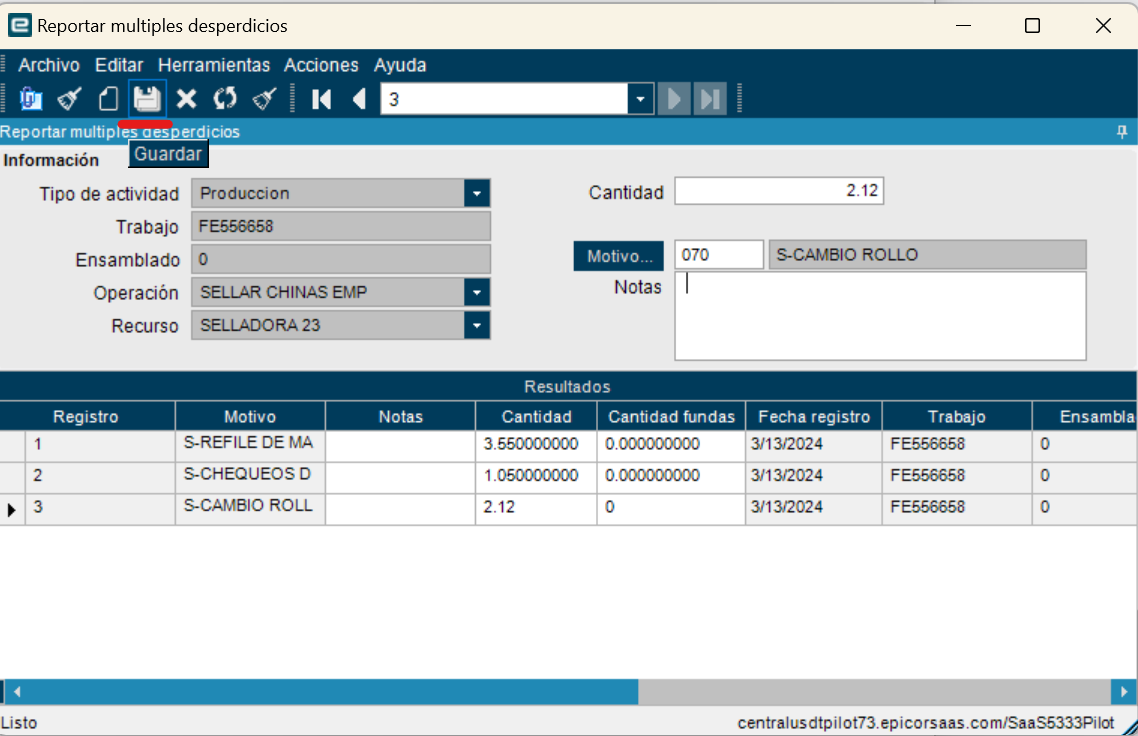 Reportar multiples desperdicios
Archivo Editar Herramientas Acciones Ayuda
3
Reportar multiples desperdicios
Guardar
Información
Tipo de actividad Produccion
Cantidad 2.12
Trabajo FE556658
Ensamblado 0
Motivo... 070 S-CAMBIO ROLLO
Operación SELLAR CHINAS EMP
Notas
Recurso SELLADORA 23
Resultados
Registro Motivo Notas Cantidad Cantidad fundas Fecha registro Trabajo Ensambla
1 S-REFILE DE MA 3.550000000 0.000000000 3/13/2024 FE556658 0
2 S-CHEQUEOS D 1.050000000 0.000000000 3/13/2024 FE556658 0
3 S-CAMBIO ROLL 2.12 0 3/13/2024 FE556658 0
Listo centralusdtpilot73.epicorsaas.com/SaaS5333Pilot